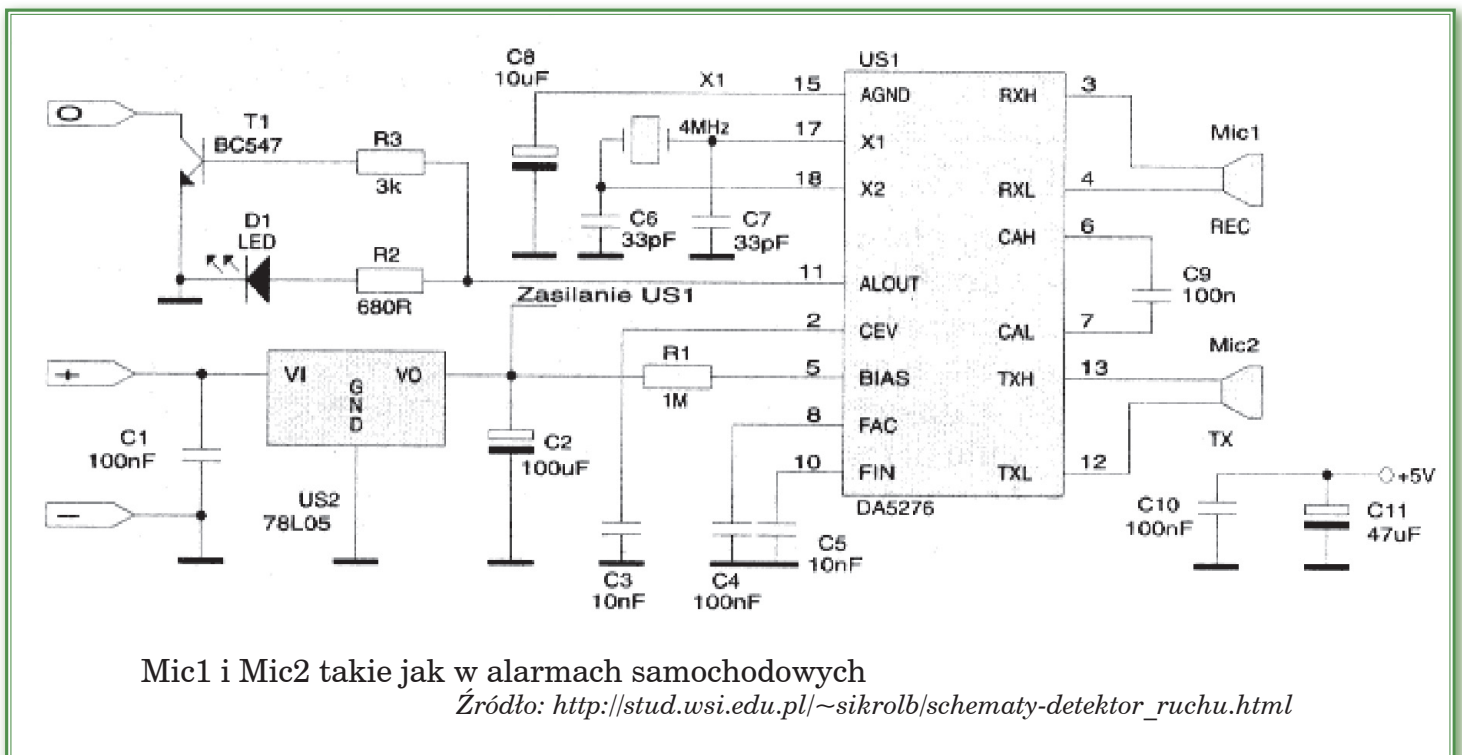 C8
10uF
X1
15
US1
AGND
RXH
3
O
T1
BC547
R3
3k
4MHz
17
X1
Mic1
18
X2
RXL
4
REC
C6
33pF
C7
33pF
CAH
6
D1
LED
R2
680R
11
ALOUT
C9
100n
Zasilanie US1
2
CEV
CAL
7
Mic2
+
VI
GND
VO
R1
1M
5
BIAS
TXH
13
8
FAC
TX
C1
100nF
C2
100uF
10
FIN
TXL
12
+5V
–
US2
78L05
DA5276
C10
100nF
C11
47uF
C3
10nF
C4
100nF
C5
10nF
Mic1 i Mic2 takie jak w alarmach samochodowych
Źródło: http://stud.wsi.edu.pl/~sikrolb/schematy-detektor_ruchu.html